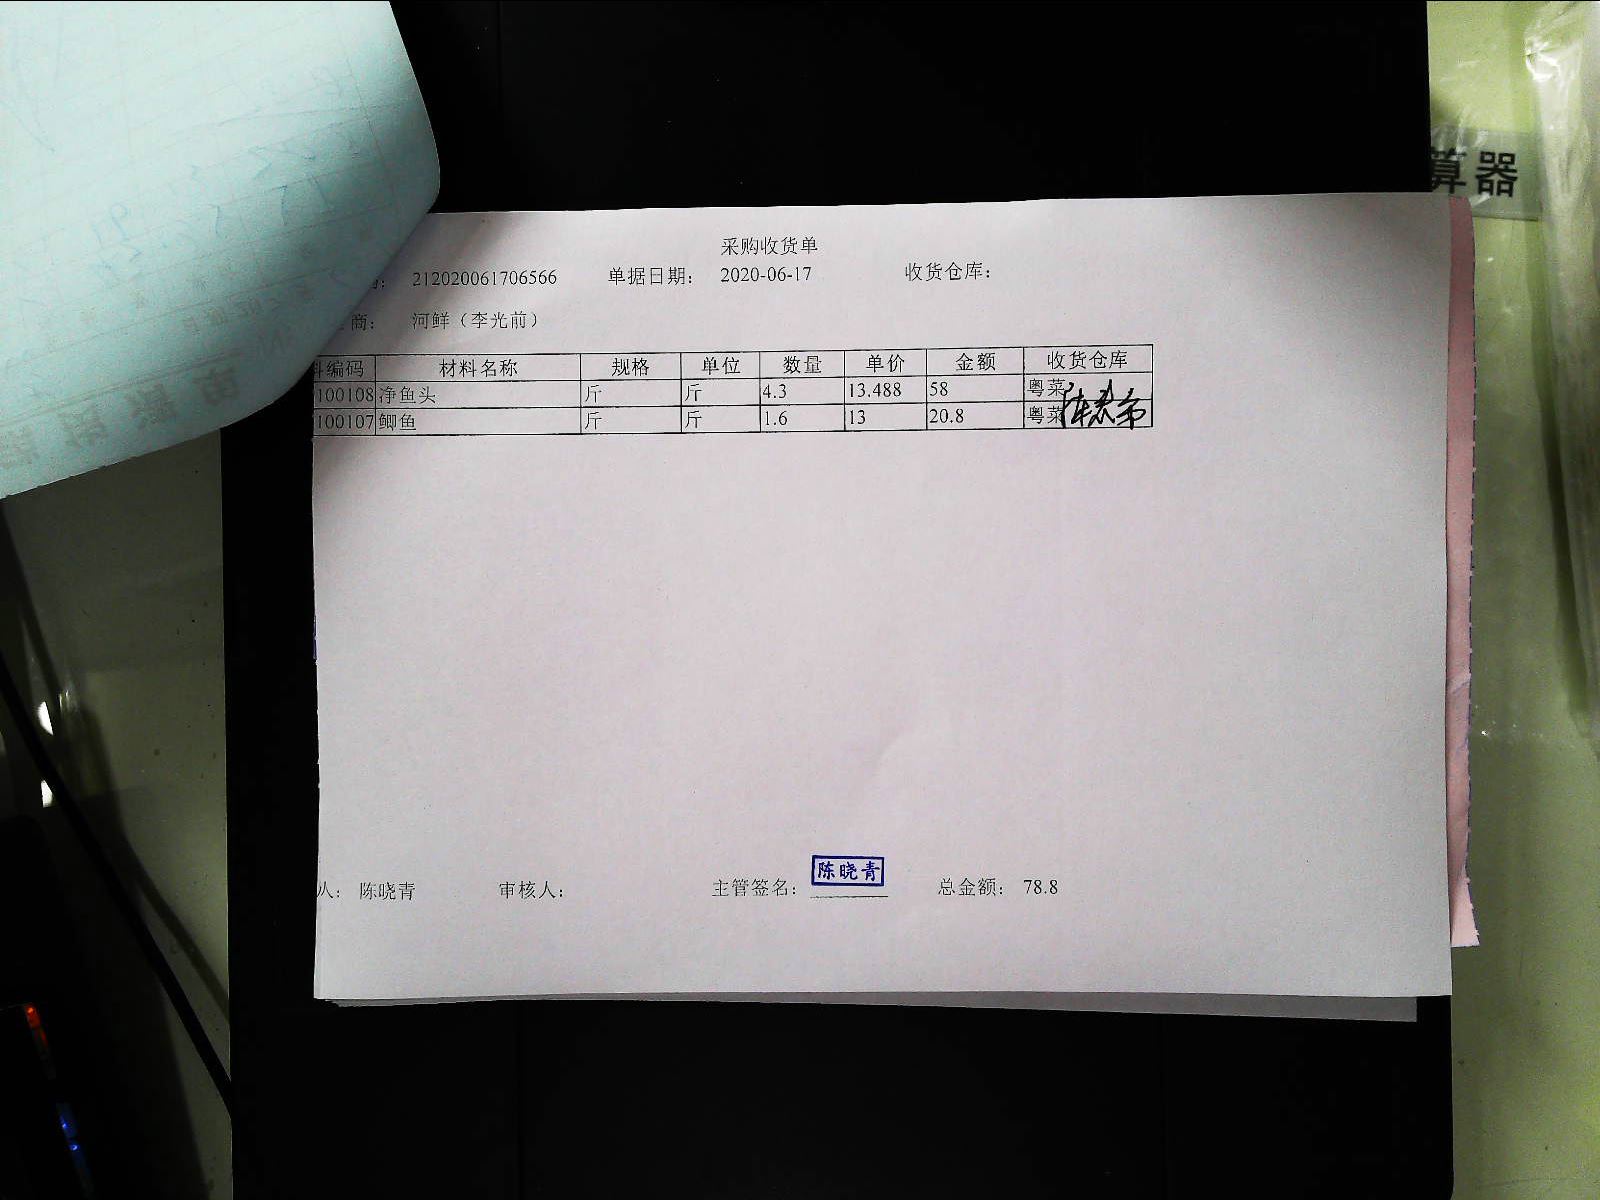 采购收货单
212020061706566 单据日期: 2020-06-17 收货仓库:
商: 河鲜（李光前）
编码 材料名称 规格 单位 数量 单价 金额 收货仓库
100108 净鱼头 斤 斤 4.3 13.488 58 粤菜
100107 鲫鱼 斤 斤 1.6 13 20.8 粤菜
人: 陈晓青 审核人: 主管签名: 陈晓青 总金额: 78.8
算器